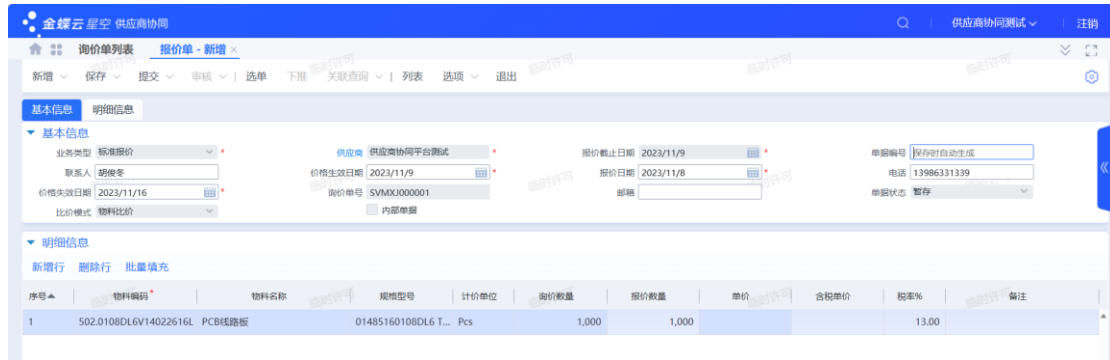 金蝶云 星空 供应商协同 供应商协同测试 注销
询价单列表 报价单 - 新增 ×
新增 保存 提交 审核 选单 下推 关联查询 列表 选项 退出
基本信息 明细信息
基本信息
业务类型 标准报价 * 供应商 供应商协同平台测试 * 报价截止日期 2023/11/9 * 单据编号 保存时自动生成
联系人 胡俊冬 价格生效日期 2023/11/9 * 报价日期 2023/11/8 * 电话 13986331339
价格失效日期 2023/11/16 * 询价单号 SVMXJ000001 邮箱 单据状态 暂存
比价模式 物料比价 内部单据
明细信息
新增行 删除行 批量填充
序号 物料编码* 物料名称 规格型号 计价单位 询价数量 报价数量 单价 含税单价 税率% 备注
1 502.0108DL6V14022616L PCB线路板 01485160108DL6 T... Pcs 1,000 1,000 13.00
临时许可